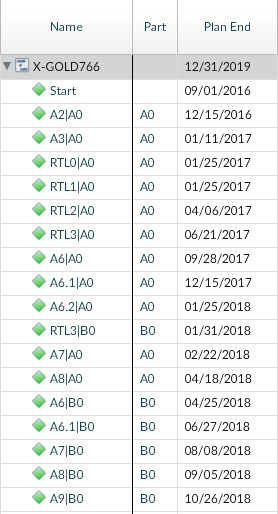 Name Part Plan End
X-GOLD766 12/31/2019
Start 09/01/2016
A2|A0 A0 12/15/2016
A3|A0 A0 01/11/2017
RTL0|A0 A0 01/25/2017
RTL1|A0 A0 01/25/2017
RTL2|A0 A0 04/06/2017
RTL3|A0 A0 06/21/2017
A6|A0 A0 09/28/2017
A6.1|A0 A0 12/15/2017
A6.2|A0 A0 01/25/2018
RTL3|B0 B0 01/31/2018
A7|A0 A0 02/22/2018
A8|A0 A0 04/18/2018
A6|B0 B0 04/25/2018
A6.1|B0 B0 06/27/2018
A7|B0 B0 08/08/2018
A8|B0 B0 09/05/2018
A9|B0 B0 10/26/2018